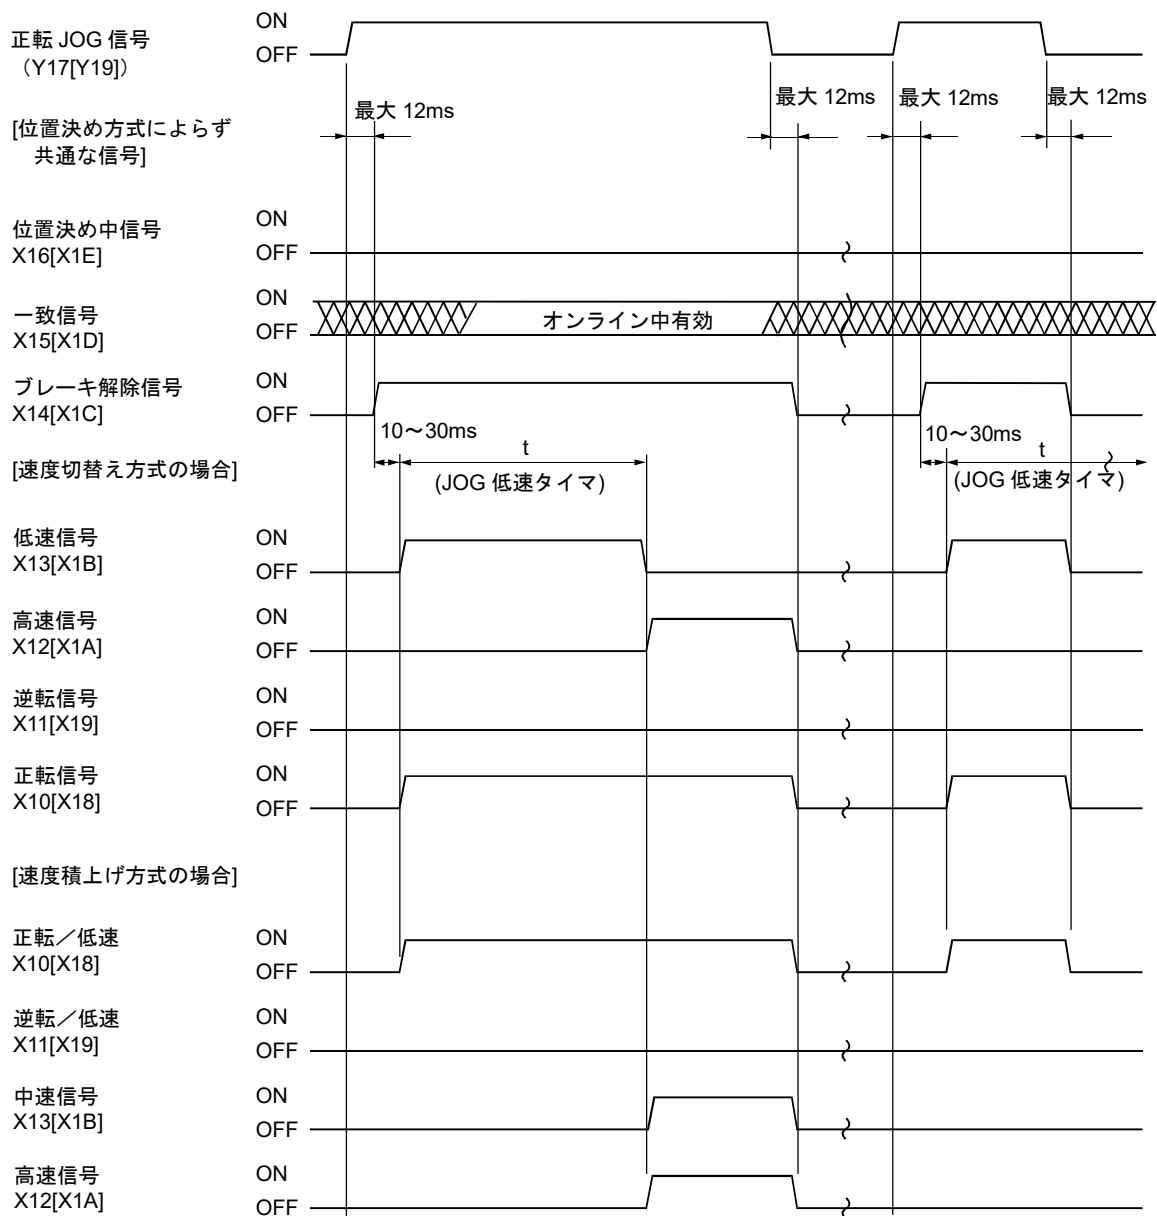 ON
正転 JOG 信号
OFF
（Y17[Y19]）
最大 12ms
最大 12ms
最大 12ms
最大 12ms
[位置決め方式によらず
共通な信号]
ON
位置決め中信号
X16[X1E]
OFF
ON
一致信号
X15[X1D]
OFF
オンライン中有効
ON
ブレーキ解除信号
X14[X1C]
OFF
10～30ms
t
(JOG 低速タイマ)
10～30ms
t
(JOG 低速タイマ)
[速度切替え方式の場合]
低速信号
ON
X13[X1B]
OFF
高速信号
ON
X12[X1A]
OFF
逆転信号
ON
X11[X19]
OFF
正転信号
ON
X10[X18]
OFF
[速度積上げ方式の場合]
正転／低速
ON
X10[X18]
OFF
逆転／低速
ON
X11[X19]
OFF
中速信号
ON
X13[X1B]
OFF
高速信号
ON
X12[X1A]
OFF